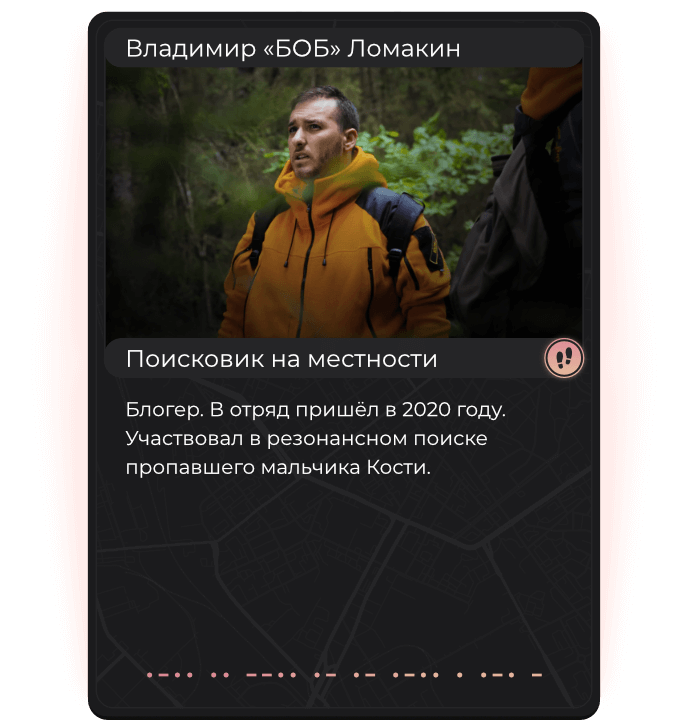 Владимир «БОБ» Ломакин
Поисковик на местности
Блогер. В отряд пришёл в 2020 году.
Участвовал в резонансном поиске
пропавшего мальчика Кости.